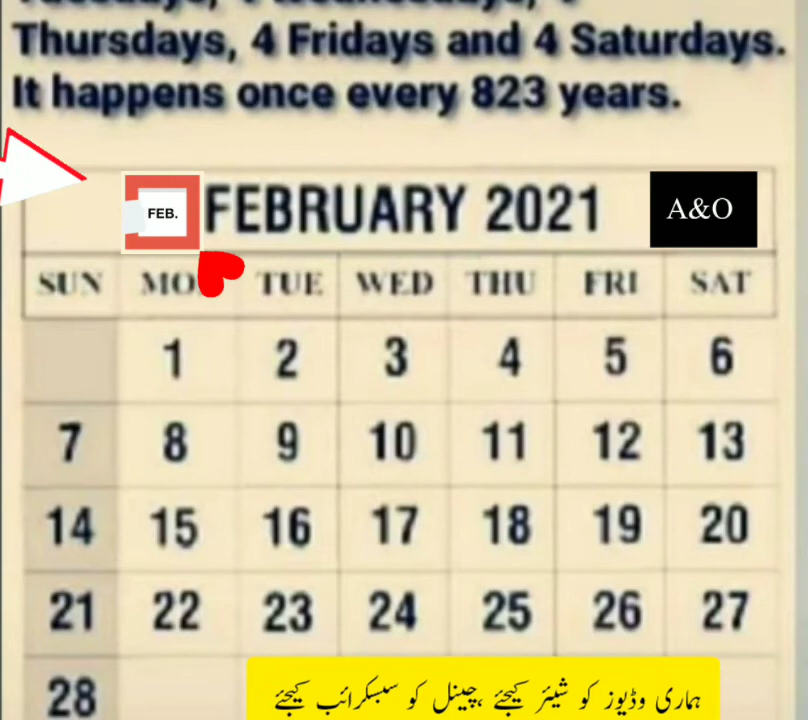 Thursdays, 4 Fridays and 4 Saturdays.
It happens once every 823 years.
FEB.
FEBRUARY 2021
A&O
SUN MO TUE WED THU FRI SAT
1 2 3 4 5 6
7 8 9 10 11 12 13
14 15 16 17 18 19 20
21 22 23 24 25 26 27
28
ہماری وڈیوز کو شیئر کیجئے ،چینل کو سبسکرائب کیجئے